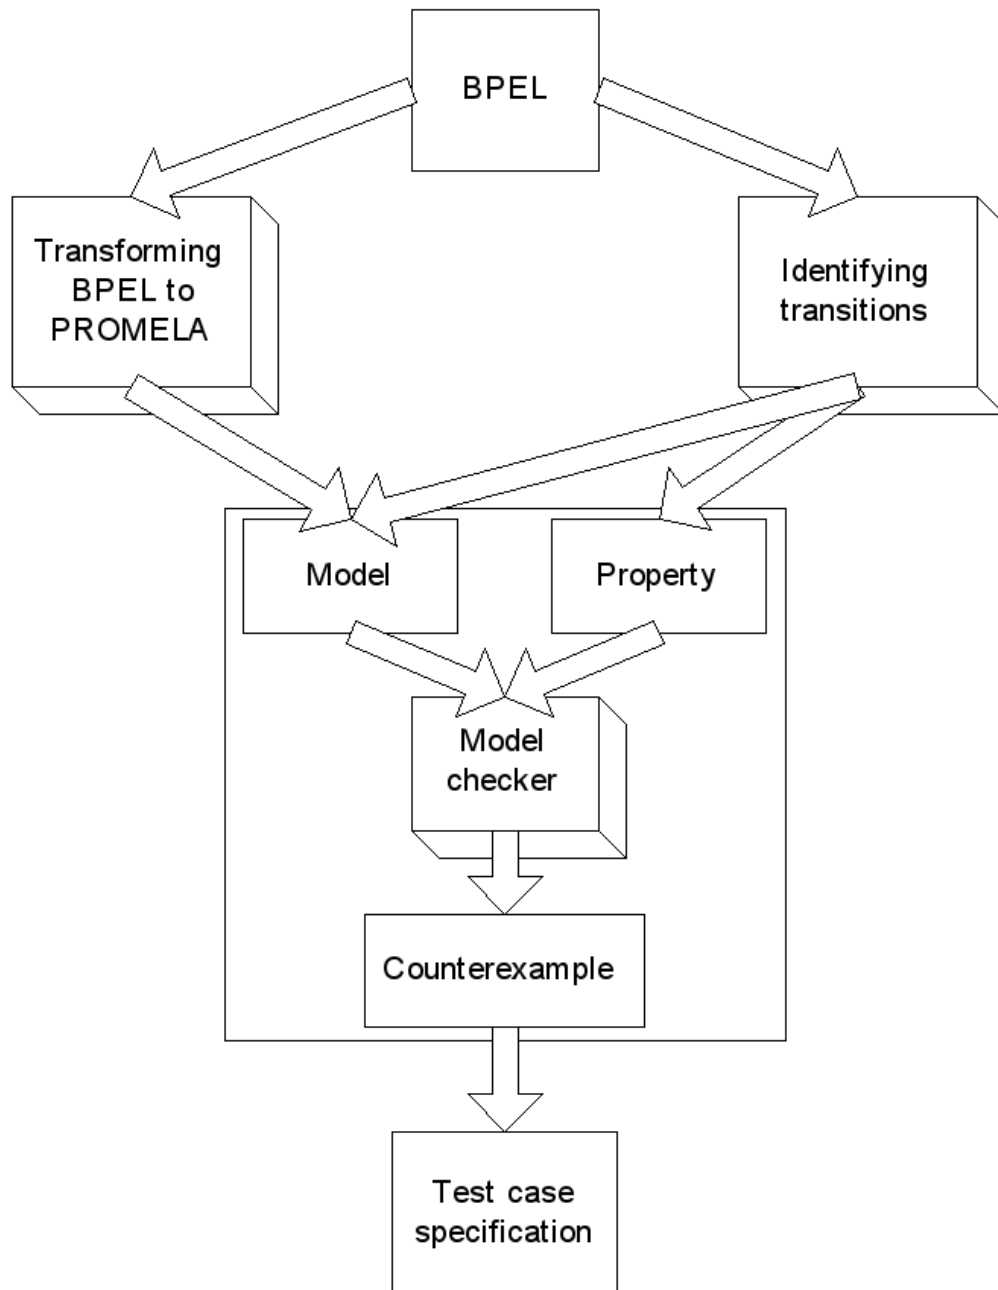 BPEL
Transforming
BPEL to
PROMELA
Identifying
transitions
Model
Property
Model
checker
Counterexample
Test case
specification